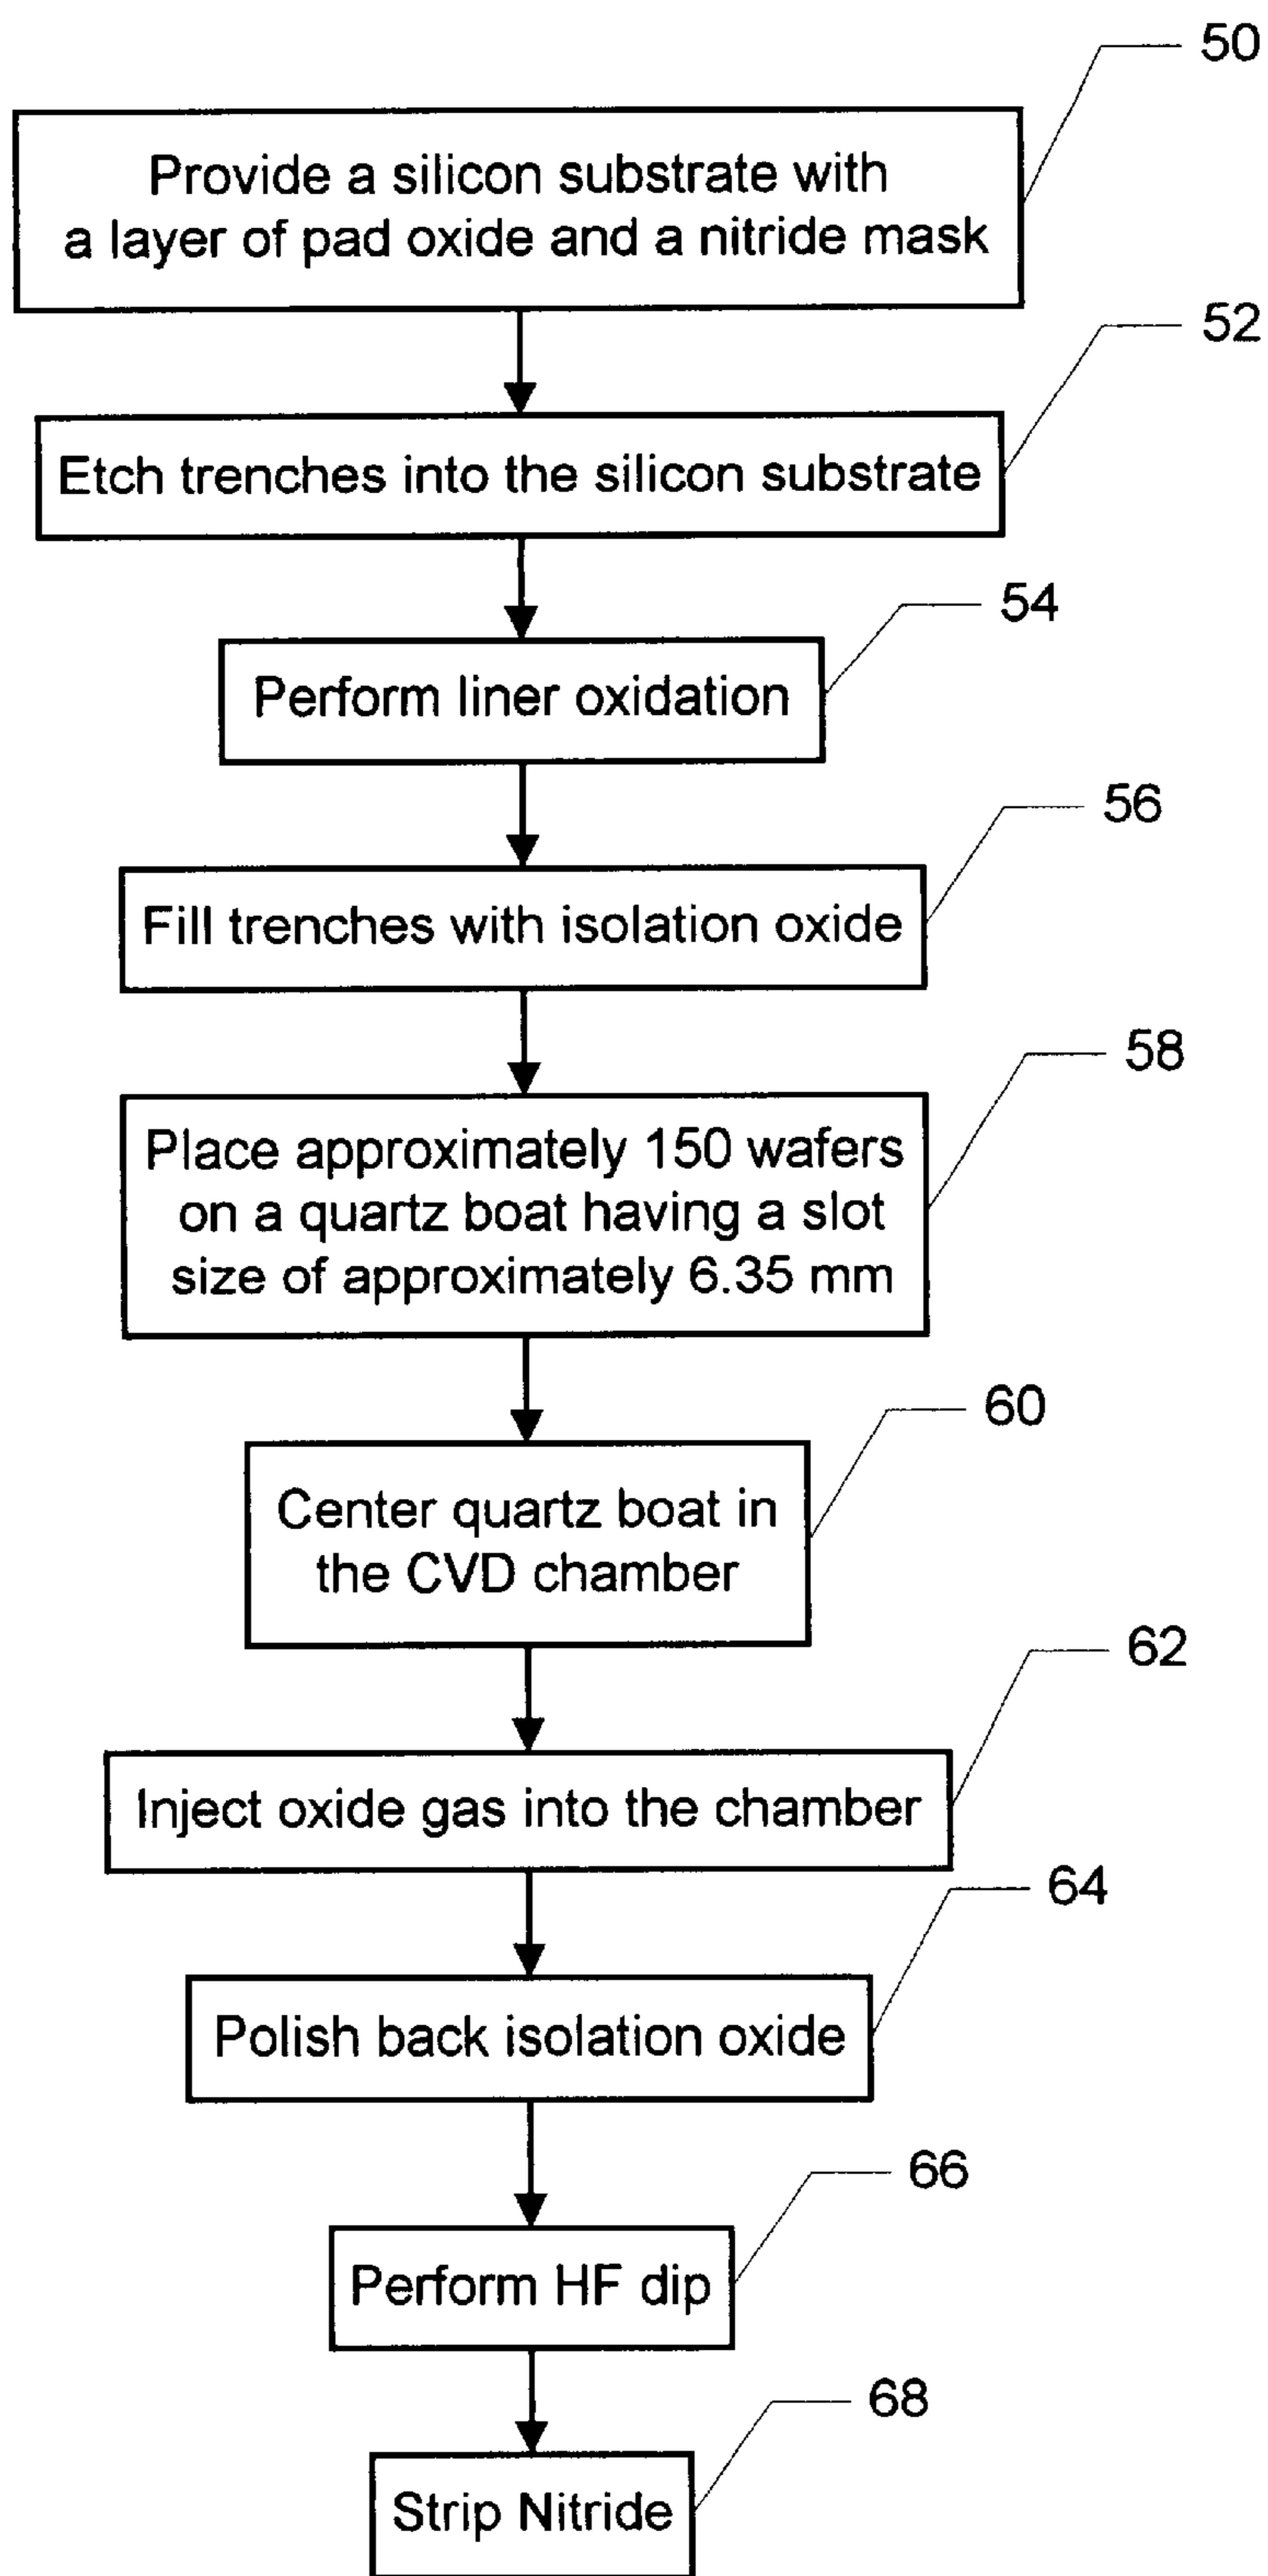 50
Provide a silicon substrate with
a layer of pad oxide and a nitride mask
52
Etch trenches into the silicon substrate
54
Perform liner oxidation
56
Fill trenches with isolation oxide
58
Place approximately 150 wafers
on a quartz boat having a slot
size of approximately 6.35 mm
60
Center quartz boat in
the CVD chamber
62
Inject oxide gas into the chamber
64
Polish back isolation oxide
66
Perform HF dip
68
Strip Nitride